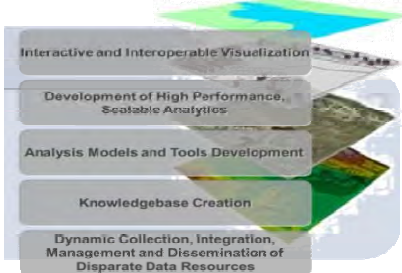 Interactive and Interoperable Visualization
Development of High Performance,
Scalable Analytics
Analysis Models and Tools Development
Knowledgebase Creation
Dynamic Collection, Integration,
Management and Dissemination of
Disparate Data Resources